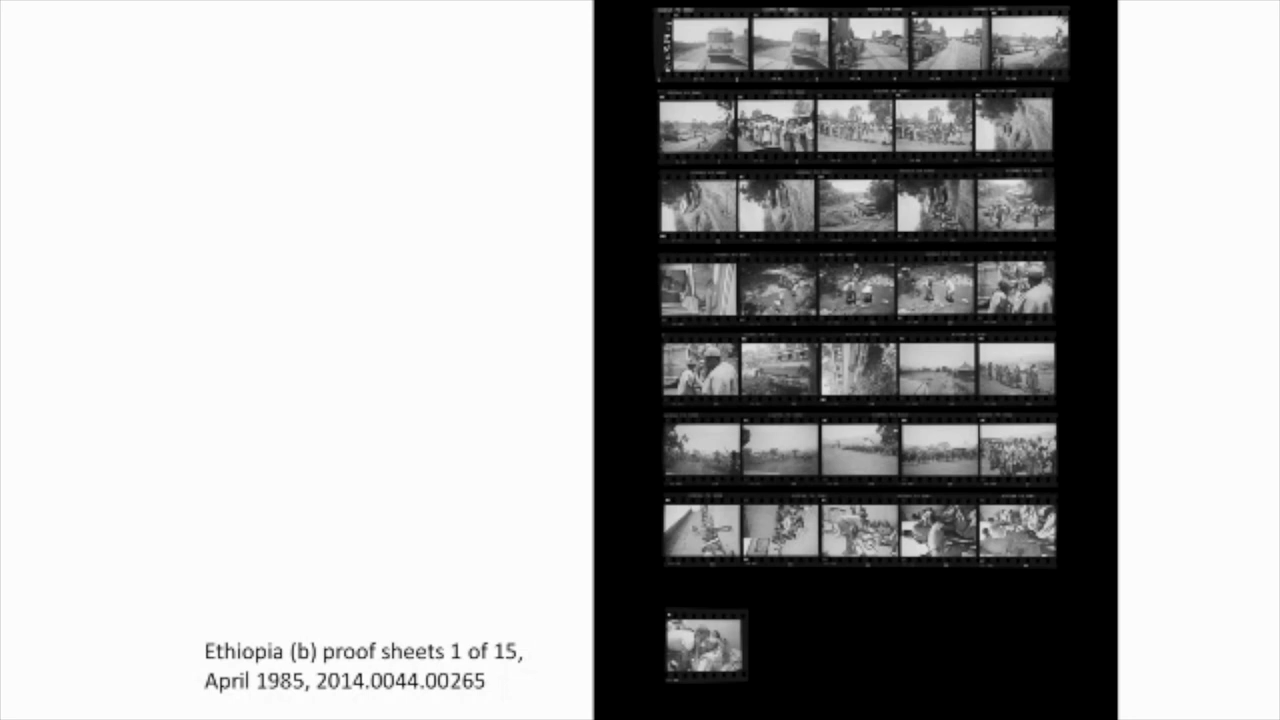 Ethiopia (b) proof sheets 1 of 15,
April 1985, 2014.0044.00265